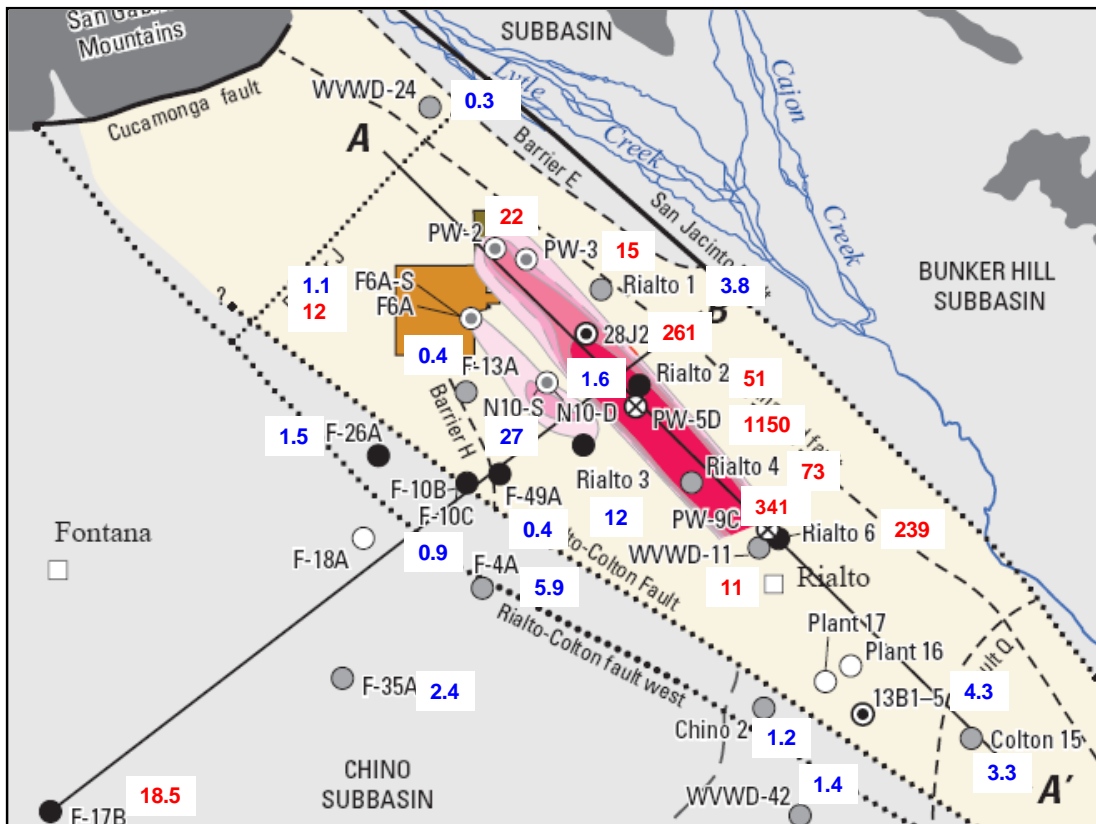 San Gab
Mountains
SUBBASIN
Cucamonga fault
WVWD-24
0.3
Lytle
Creek
Cajon
Creek
A
Barrier E
San Jacinto
22
PW-2
PW-3
15
BUNKER HILL
SUBBASIN
1.1
12
J
?
F6A-S
F6A
Rialto 1
3.8
B
28J2
261
0.4
F-13A
1.6
Rialto 2
51
N10-S
N10-D
PW-5D
1150
Barrier H
1.5
F-26A
27
Rialto 4
73
F-10B
F-10C
F-49A
Rialto 3
12
341
PW-9C
Rialto 6
239
Fontana
F-18A
0.9
0.4
lto-Colton Fault
WVWD-11
F-4A
5.9
11
Rialto
Rialto-Colton fault west
Plant 17
Plant 16
F-35A
2.4
13B1–5
4.3
ault Q
Chino 2
1.2
Colton 15
3.3
CHINO
SUBBASIN
1.4
A′
WVWD-42
18.5
F-17B